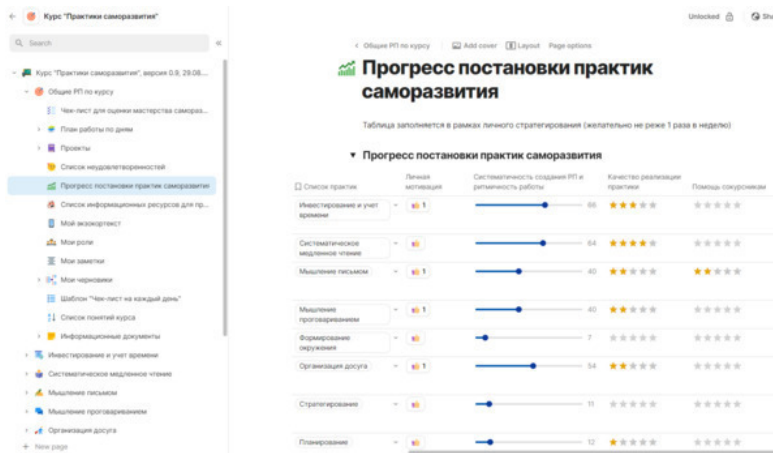 Курс "Практики саморазвития"
Unlocked
Sha
Search
Курс "Практики саморазвития", версия 0.9, 29.08....
Общие РП по курсу
Чек-лист для оценки мастерства самораз...
План работы по дням
Проекты
Список неудовлетворенностей
Прогресс постановки практик саморазвития
Список информационных ресурсов для пр...
Мой экзокортекст
Мои роли
Мои заметки
Мои черновики
Шаблон "Чек-лист на каждый день"
Список понятий курса
Информационные документы
Инвестирование и учет времени
Систематическое медленное чтение
Мышление письмом
Мышление проговариванием
Организация досуга
New page
Общие РП по курсу
Add cover
Layout
Page options
Прогресс постановки практик
саморазвития
Таблица заполняется в рамках личного стратегирования (желательно не реже 1 раза в неделю)
Прогресс постановки практик саморазвития
Список практик
Личная
мотивация
Систематичность создания РП и
ритмичность работы
Качество реализации
практики
Помощь сокурсникам
Инвестирование и учет
времени
1
66
Систематическое
медленное чтение
64
Мышление письмом
1
40
Мышление
проговариванием
1
40
Формирование
окружения
7
Организация досуга
1
54
Стратегирование
11
Планирование
12